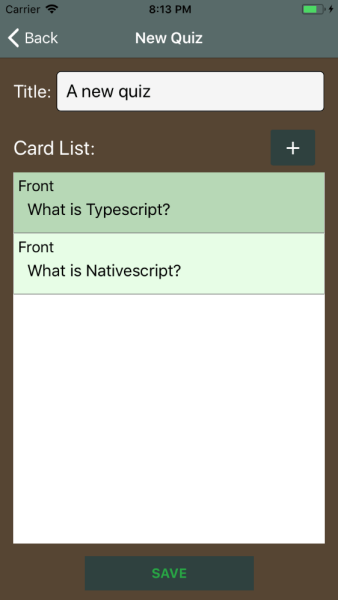 Carrier 8:13 PM
Back New Quiz
Title: A new quiz
Card List: +
Front
What is Typescript?
Front
What is Nativescript?
SAVE